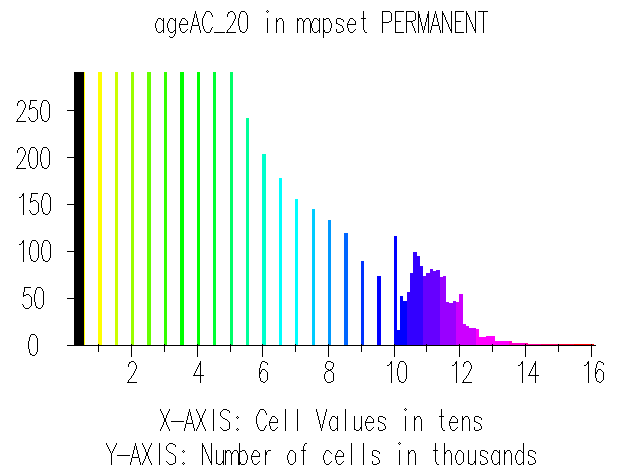 ageAC_20 in mapset PERMANENT
250
200
150
100
50
0
2 4 6 8 10 12 14 16
X-AXIS: Cell Values in tens
Y-AXIS: Number of cells in thousands